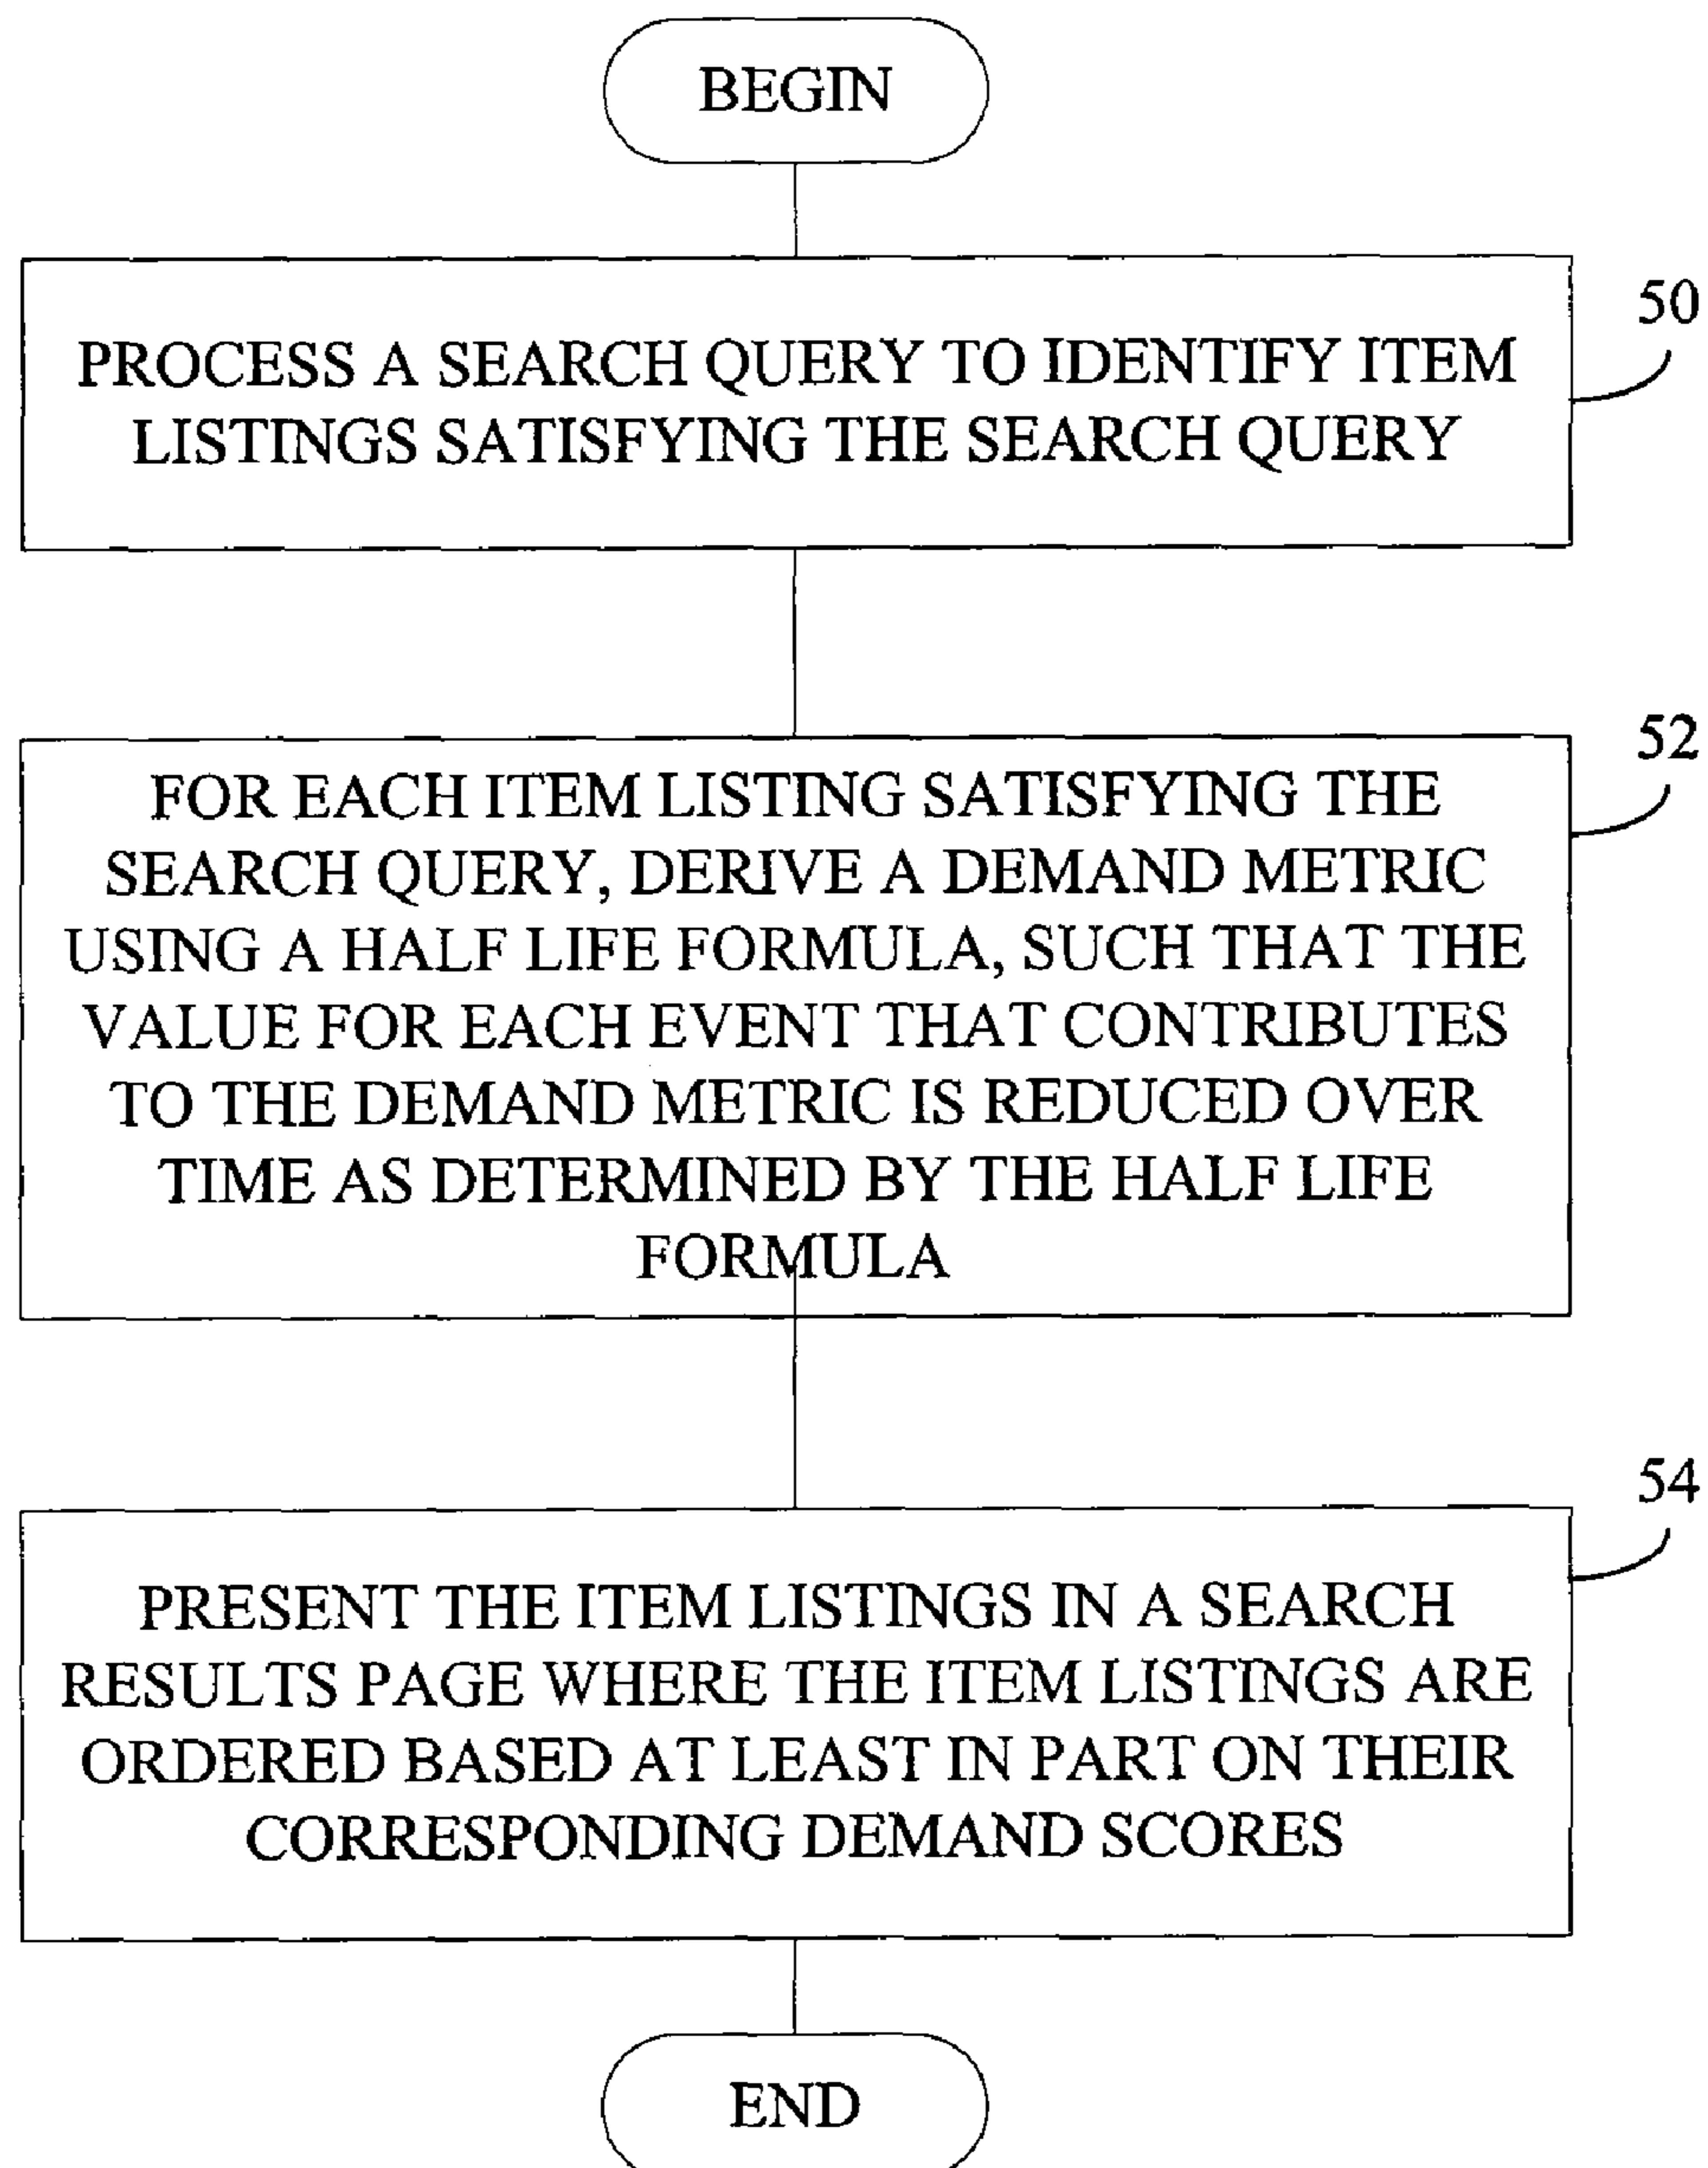 BEGIN
50
PROCESS A SEARCH QUERY TO IDENTIFY ITEM
LISTINGS SATISFYING THE SEARCH QUERY
52
FOR EACH ITEM LISTING SATISFYING THE
SEARCH QUERY, DERIVE A DEMAND METRIC
USING A HALF LIFE FORMULA, SUCH THAT THE
VALUE FOR EACH EVENT THAT CONTRIBUTES
TO THE DEMAND METRIC IS REDUCED OVER
TIME AS DETERMINED BY THE HALF LIFE
FORMULA
54
PRESENT THE ITEM LISTINGS IN A SEARCH
RESULTS PAGE WHERE THE ITEM LISTINGS ARE
ORDERED BASED AT LEAST IN PART ON THEIR
CORRESPONDING DEMAND SCORES
END